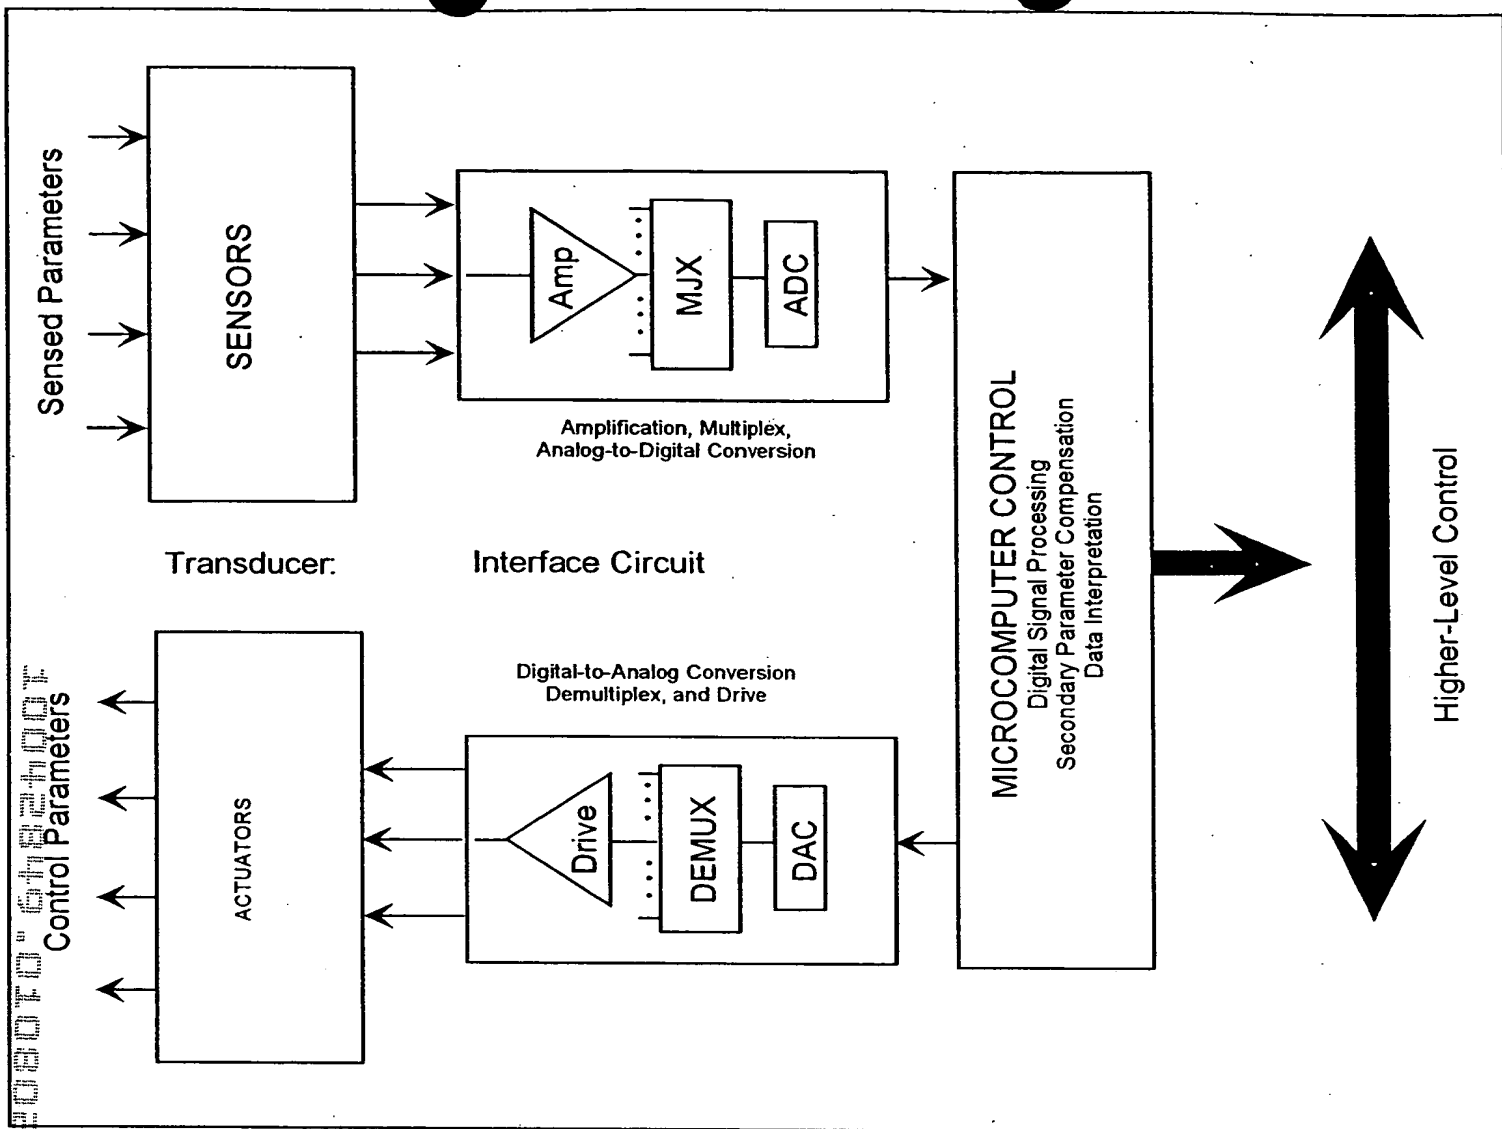 Sensed Parameters
SENSORS
Amp
MJX
ADC
Amplification, Multiplex,
Analog-to-Digital Conversion
Transducer:
Interface Circuit
MICROCOMPUTER CONTROL
Digital Signal Processing
Secondary Parameter Compensation
Data Interpretation
Digital-to-Analog Conversion
Demultiplex, and Drive
Control Parameters
ACTUATORS
Drive
DEMUX
DAC
Higher-Level Control